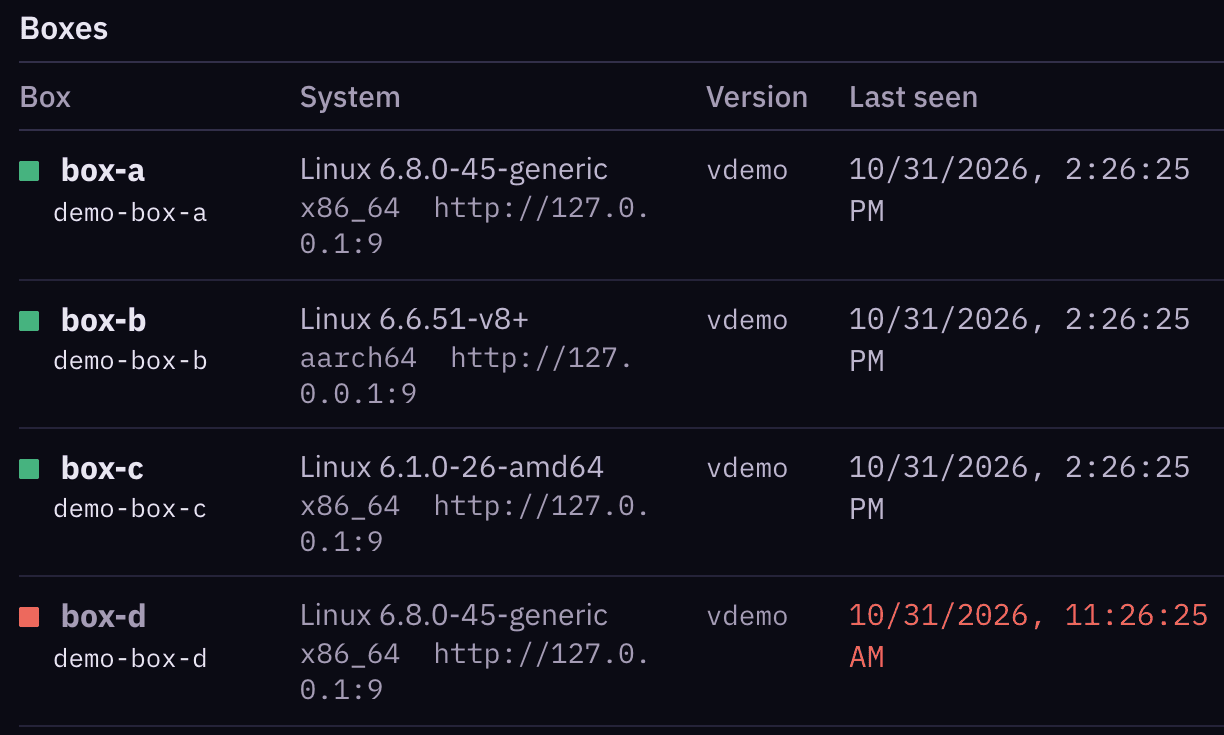 Boxes
Box System Version Last seen
box-a Linux 6.8.0-45-generic vdemo 10/31/2026, 2:26:25
demo-box-a x86_64 http://127.0. PM
0.1:9
box-b Linux 6.6.51-v8+ vdemo 10/31/2026, 2:26:25
demo-box-b aarch64 http://127. PM
0.0.1:9
box-c Linux 6.1.0-26-amd64 vdemo 10/31/2026, 2:26:25
demo-box-c x86_64 http://127.0. PM
0.1:9
box-d Linux 6.8.0-45-generic vdemo 10/31/2026, 11:26:25
demo-box-d x86_64 http://127.0. AM
0.1:9